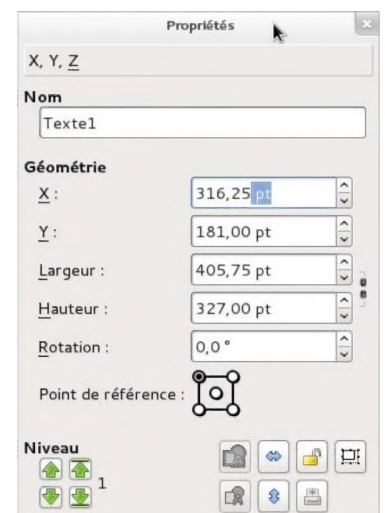 Propriétés
X, Y, Z
Nom
Texte1
Géométrie
X : 316,25 pt
Y : 181,00 pt
Largeur : 405,75 pt
Hauteur : 327,00 pt
Rotation : 0,0 °
Point de référence :
Niveau
1